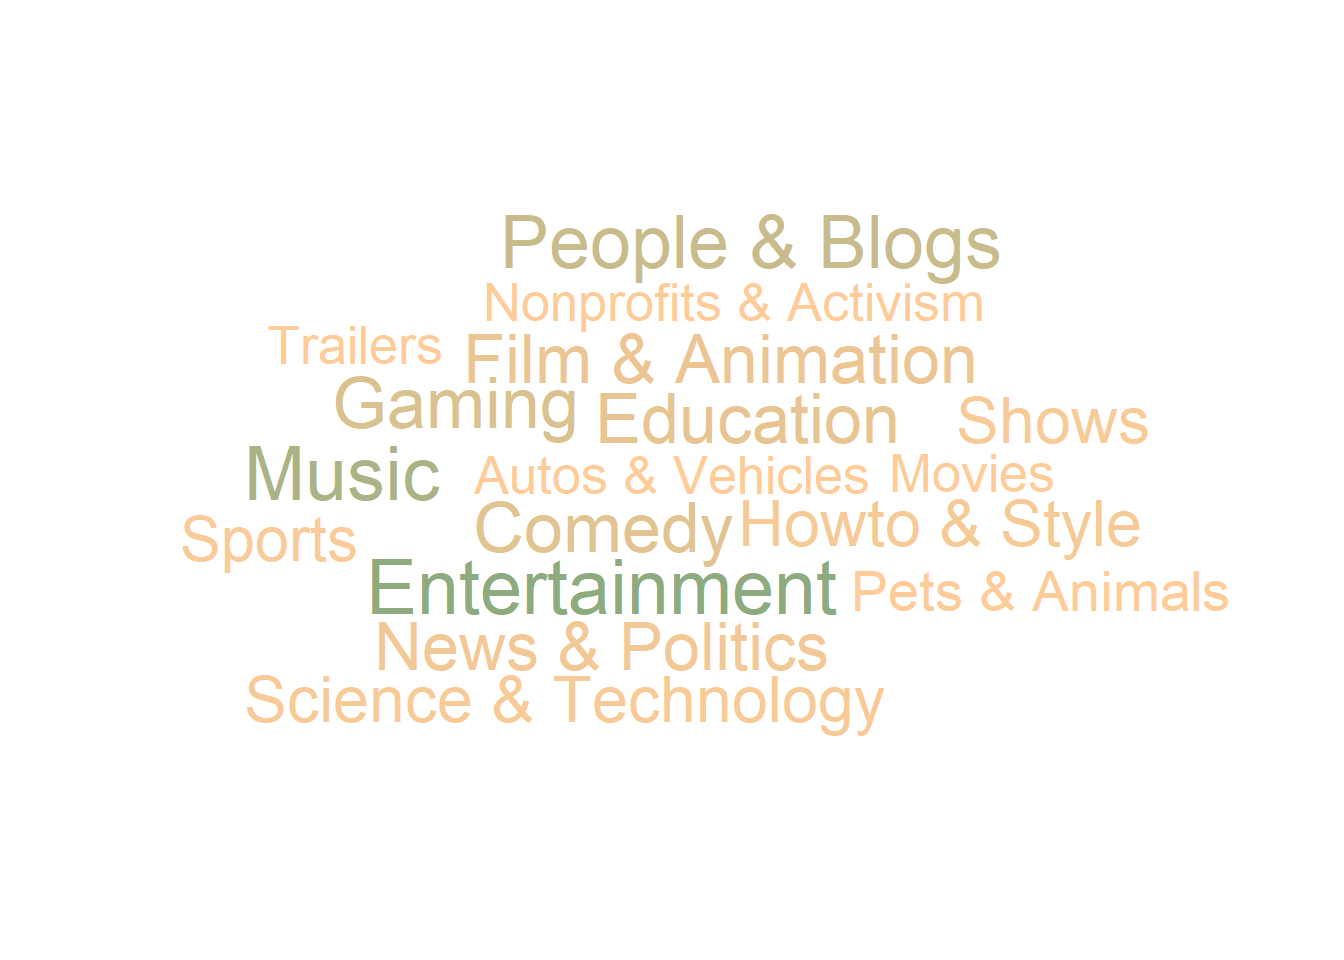 People & Blogs
Nonprofits & Activism
Trailers
Film & Animation
Gaming
Education
Shows
Music
Autos & Vehicles
Movies
Sports
Comedy
Howto & Style
Entertainment
Pets & Animals
News & Politics
Science & Technology